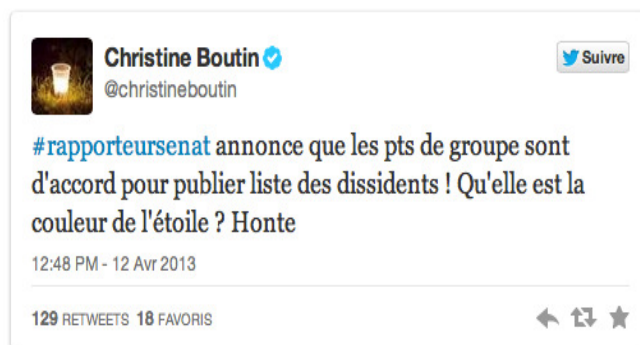 Christine Boutin
Suivre
@christineboutin
#rapporteursenat annonce que les pts de groupe sont
d'accord pour publier liste des dissidents ! Qu'elle est la
couleur de l'étoile ? Honte
12:48 PM - 12 Avr 2013
129 RETWEETS 18 FAVORIS